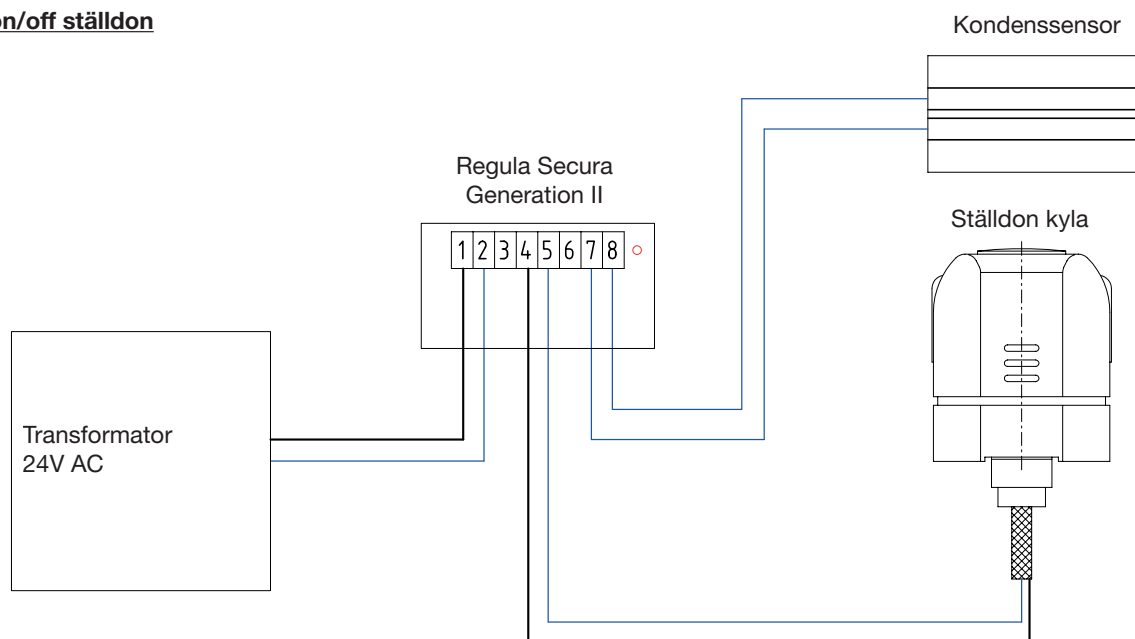 on/off ställdon
Kondenssensor
Regula Secura
Generation II
Ställdon kyla
1 2 3 4 5 6 7 8
Transformator
24V AC